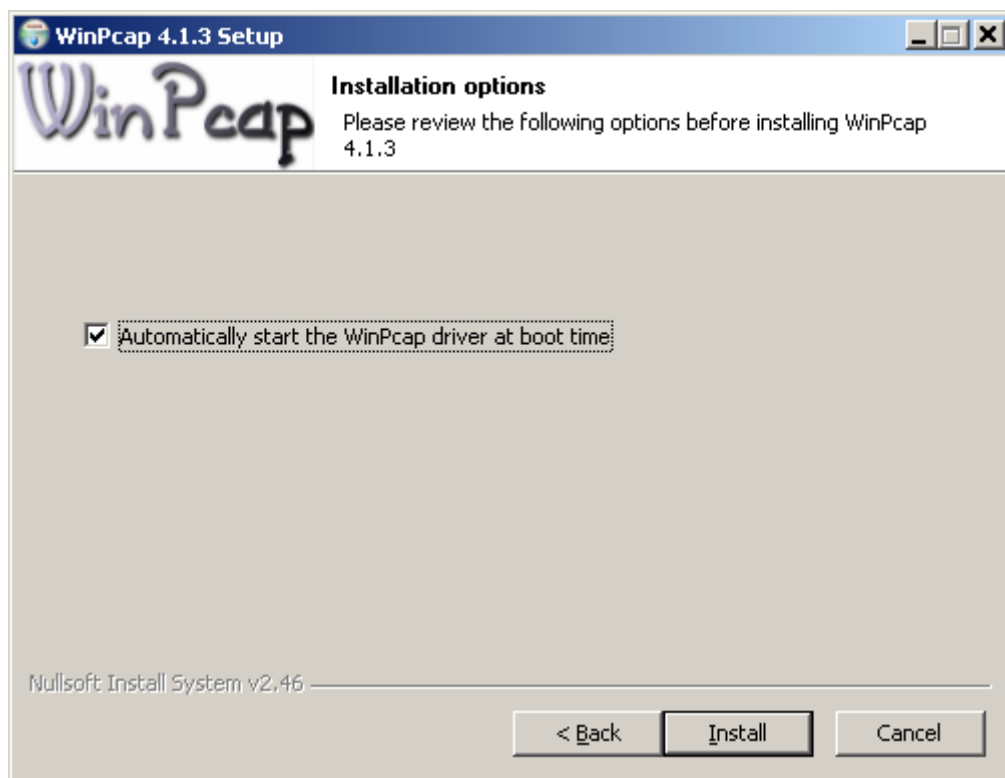 WinPcap 4.1.3 Setup
WinPcap
Installation options
Please review the following options before installing WinPcap
4.1.3
Automatically start the WinPcap driver at boot time
Nullsoft Install System v2.46
< Back
Install
Cancel